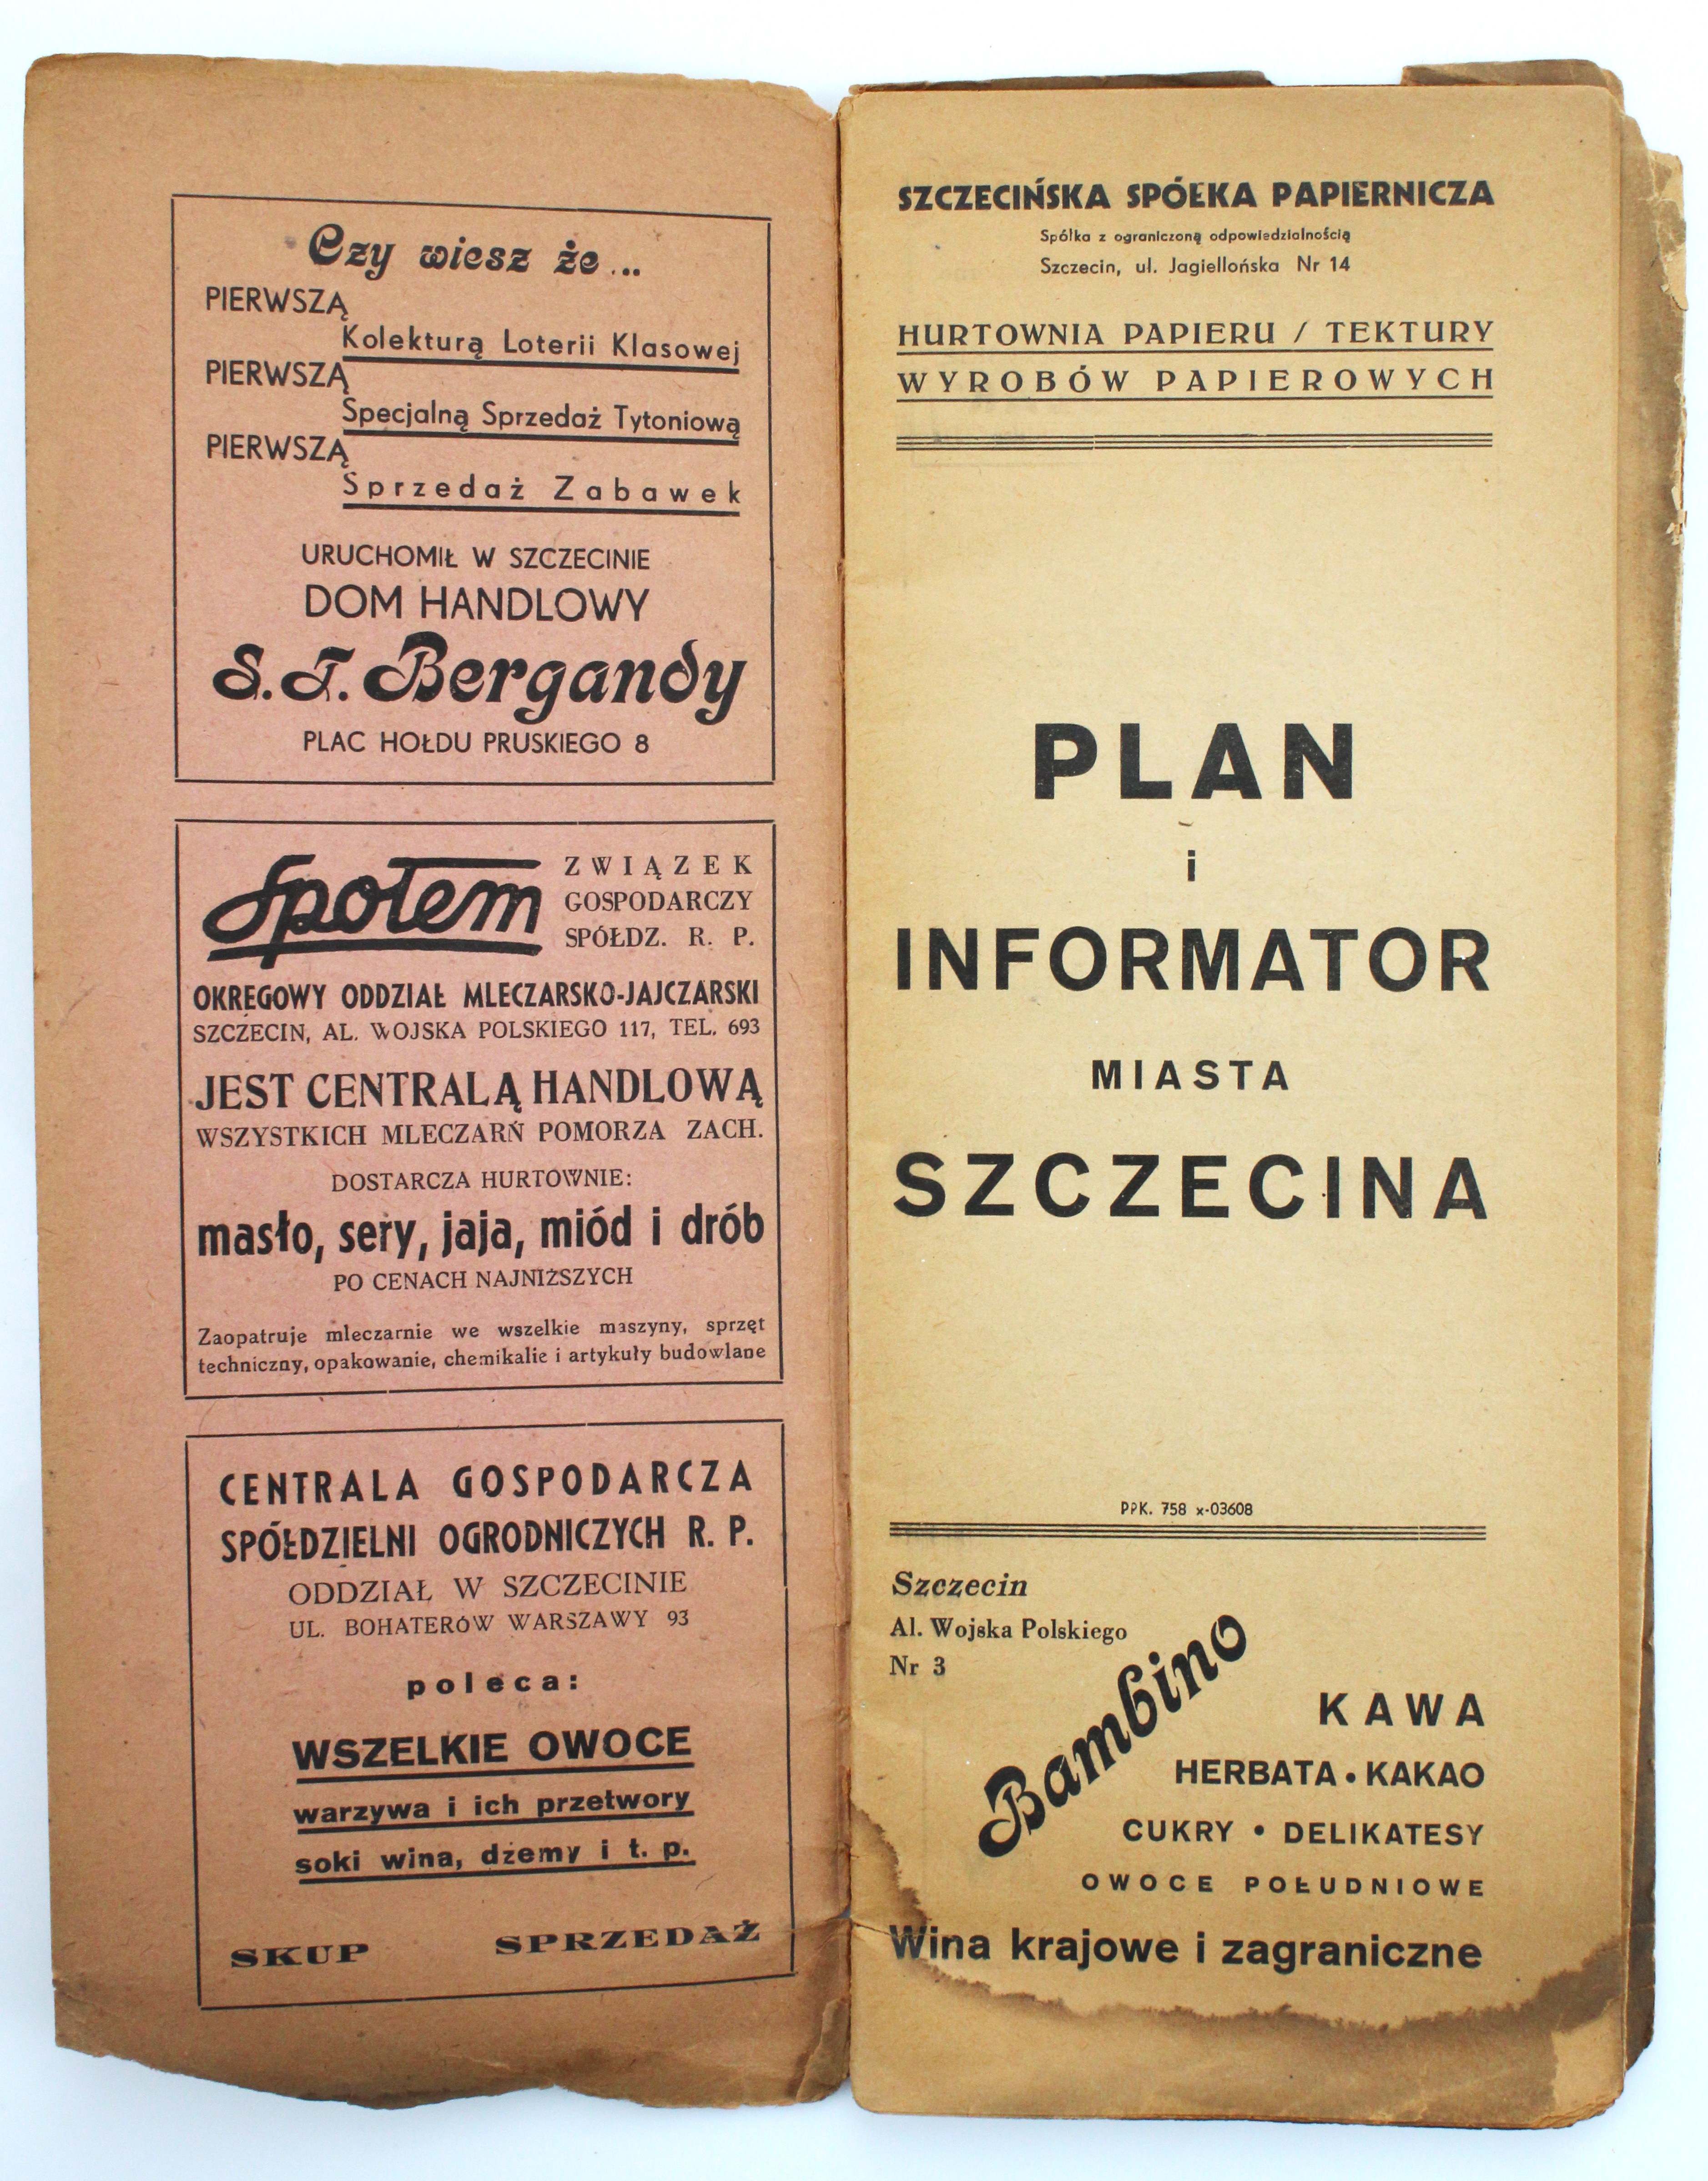 Czy wiesz że...
PIERWSZĄ
Kolekturą Loterii Klasowej
PIERWSZĄ
Specjalną Sprzedaż Tytoniową
PIERWSZĄ
Sprzedaż Zabawek
URUCHOMIŁ W SZCZECINIE
DOM HANDLOWY
S. J. Bergandy
PLAC HOŁDU PRUSKIEGO 8
Społem
ZWIĄZEK
GOSPODARCZY
SPÓŁDZ. R. P.
OKRĘGOWY ODDZIAŁ MLECZARSKO-JAJCZARSKI
SZCZECIN, AL. WOJSKA POLSKIEGO 117, TEL. 693
JEST CENTRALĄ HANDLOWĄ
WSZYSTKICH MLECZARŃ POMORZA ZACH.
DOSTARCZA HURTOWNIE:
masło, sery, jaja, miód i drób
PO CENACH NAJNIŻSZYCH
Zaopatruje mleczarnie we wszelkie maszyny, sprzęt
techniczny, opakowanie, chemikalie i artykuły budowlane
CENTRALA GOSPODARCZA
SPÓŁDZIELNI OGRODNICZYCH R. P.
ODDZIAŁ W SZCZECINIE
UL. BOHATERÓW WARSZAWY 93
poleca:
WSZELKIE OWOCE
warzywa i ich przetwory
soki wina, dżemy i t. p.
SKUP SPRZEDAŻ
SZCZECIŃSKA SPÓŁKA PAPIERNICZA
Spółka z ograniczoną odpowiedzialnością
Szczecin, ul. Jagiellońska Nr 14
HURTOWNIA PAPIERU / TEKTURY
WYROBÓW PAPIEROWYCH
PLAN
i
INFORMATOR
MIASTA
SZCZECINA
PPK. 758 x-03608
Szczecin
Al. Wojska Polskiego
Nr 3
Bambino
KAWA
HERBATA • KAKAO
CUKRY • DELIKATESY
OWOCE POŁUDNIOWE
Wina krajowe i zagraniczne